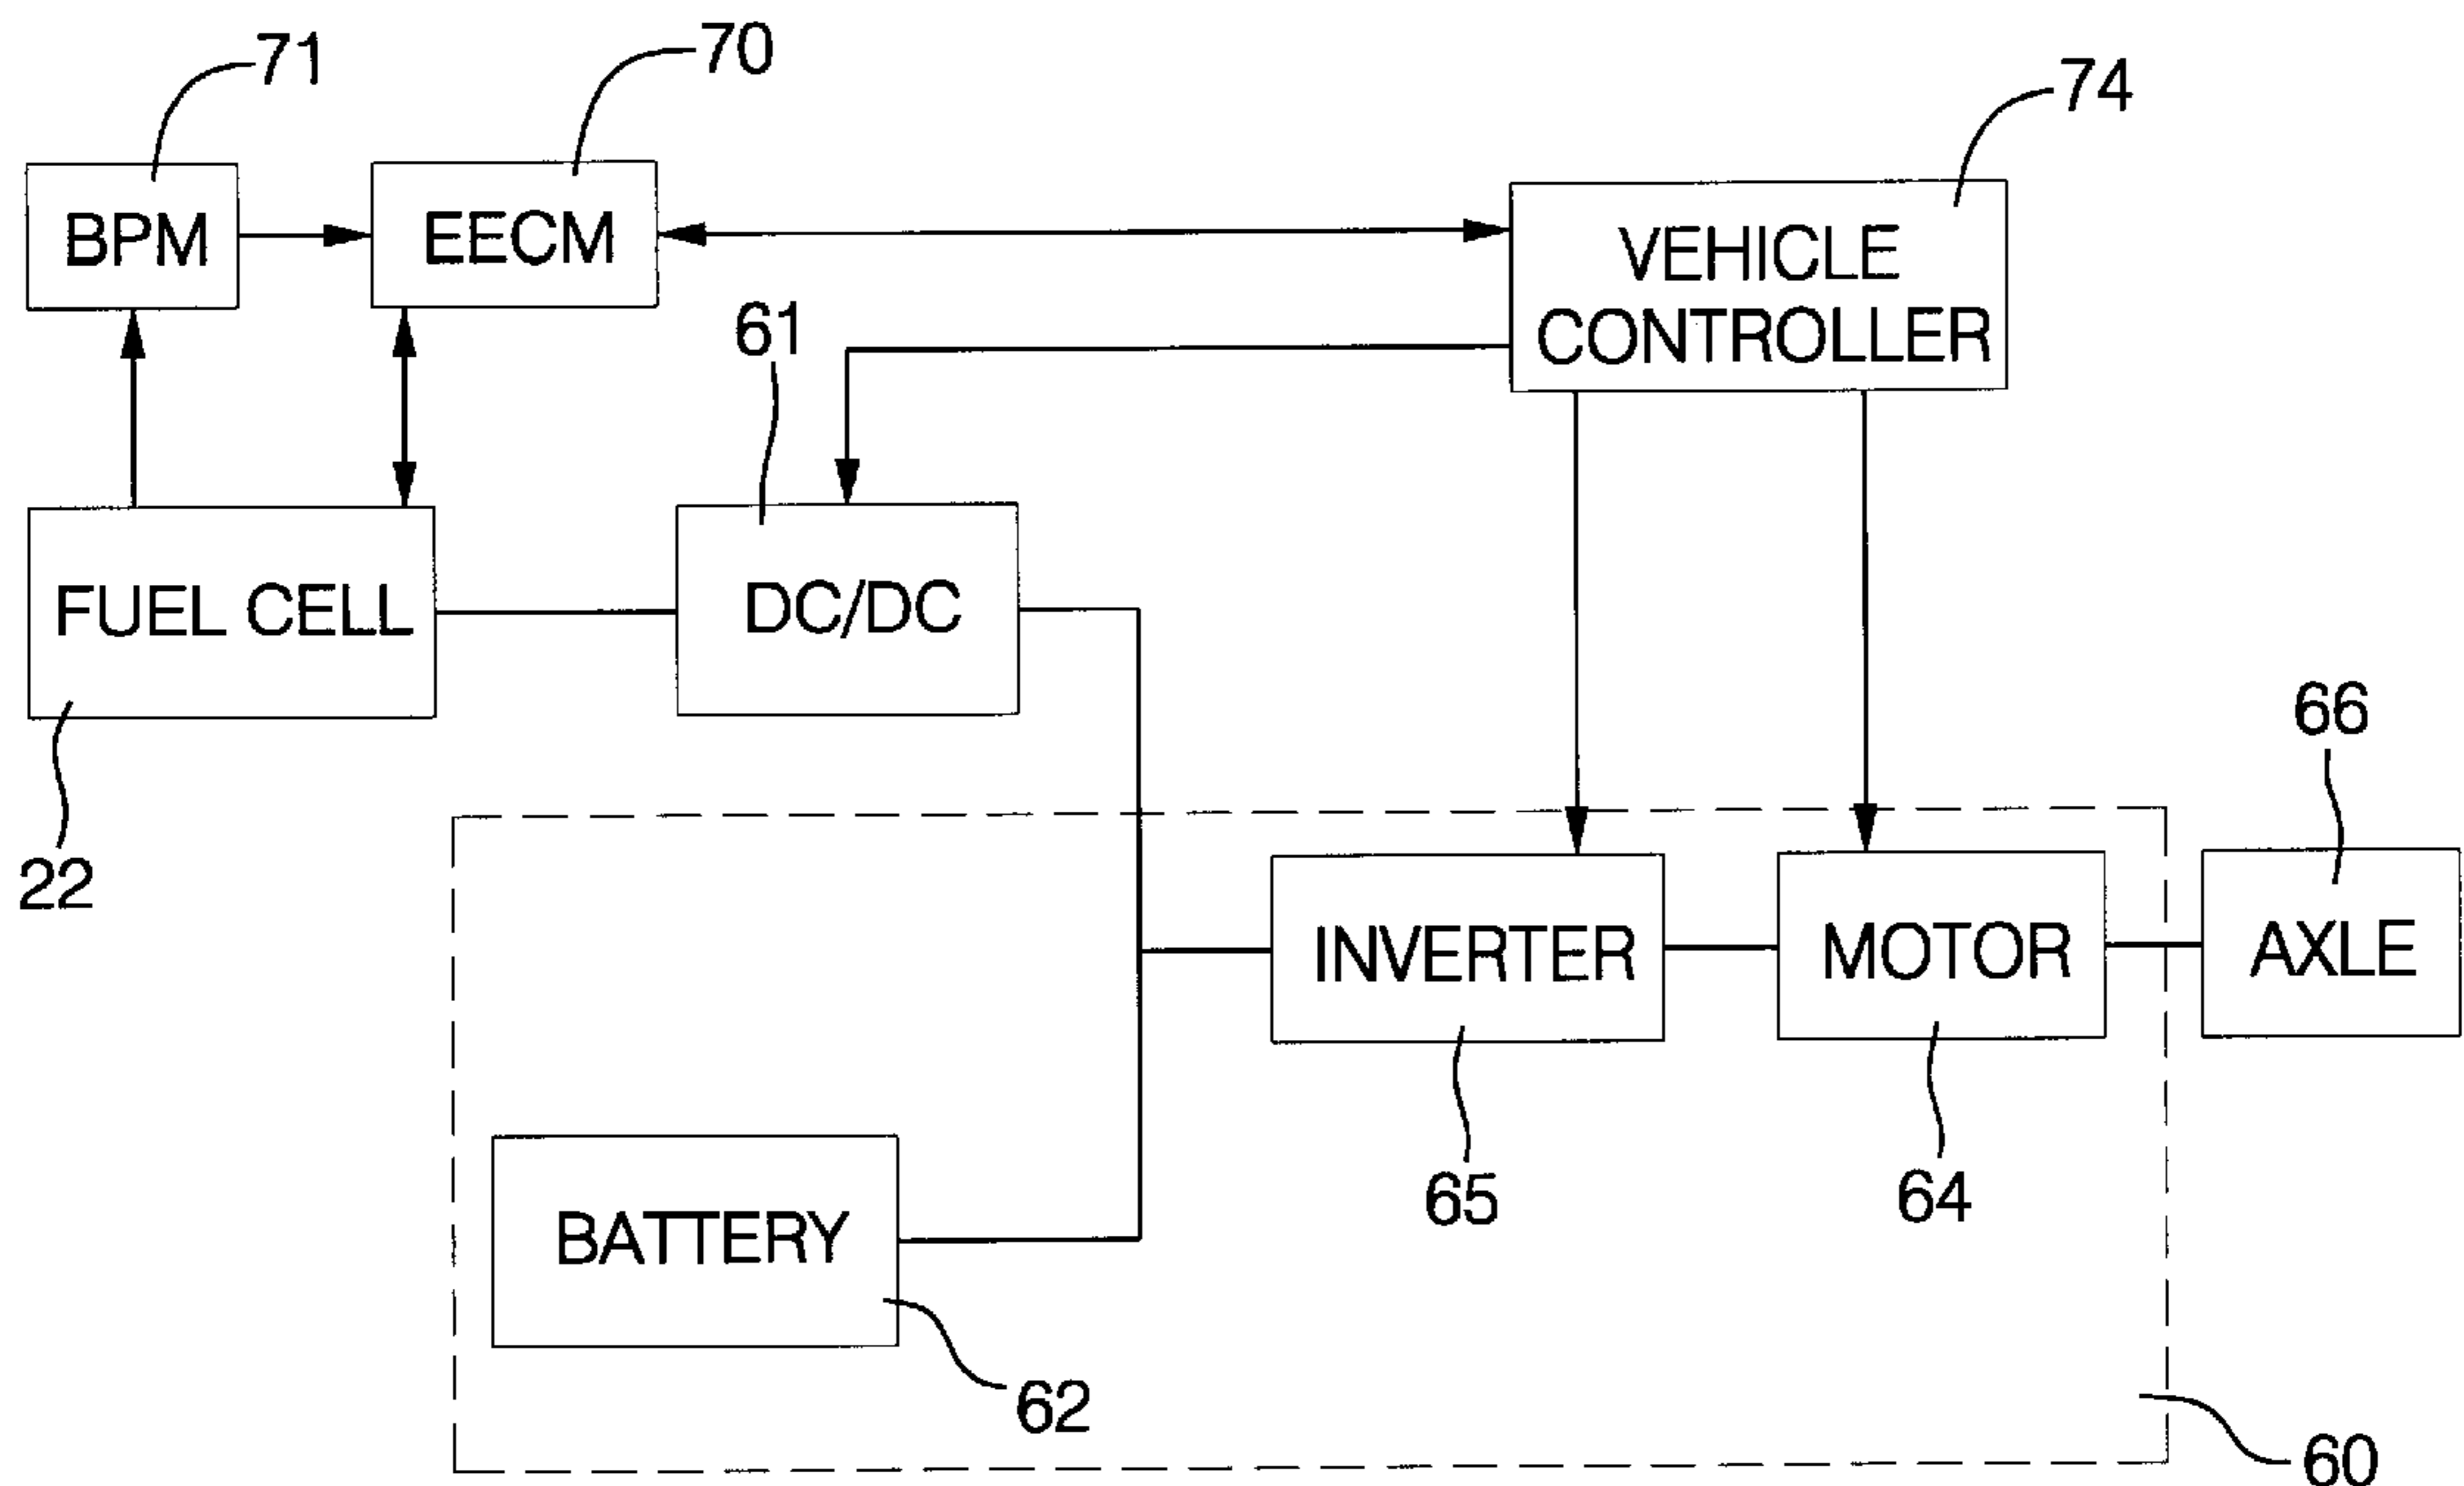 71
70
74
BPM
EECM
VEHICLE
CONTROLLER
61
FUEL CELL
DC/DC
66
22
INVERTER
MOTOR
AXLE
65
64
BATTERY
62
60